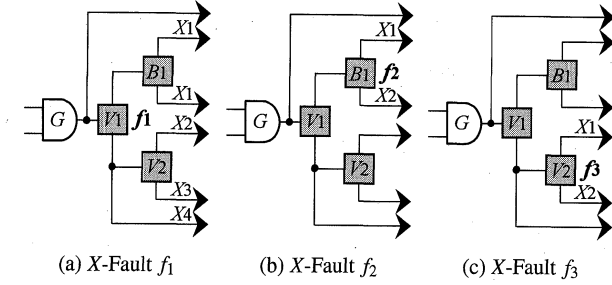 X1
B1
X1
G
V1
f1
X2
V2
X3
X4
X1
B1
f2
X2
G
V1
V2
B1
G
V1
X1
V2
f3
X2
(a) X-Fault f1
(b) X-Fault f2
(c) X-Fault f3